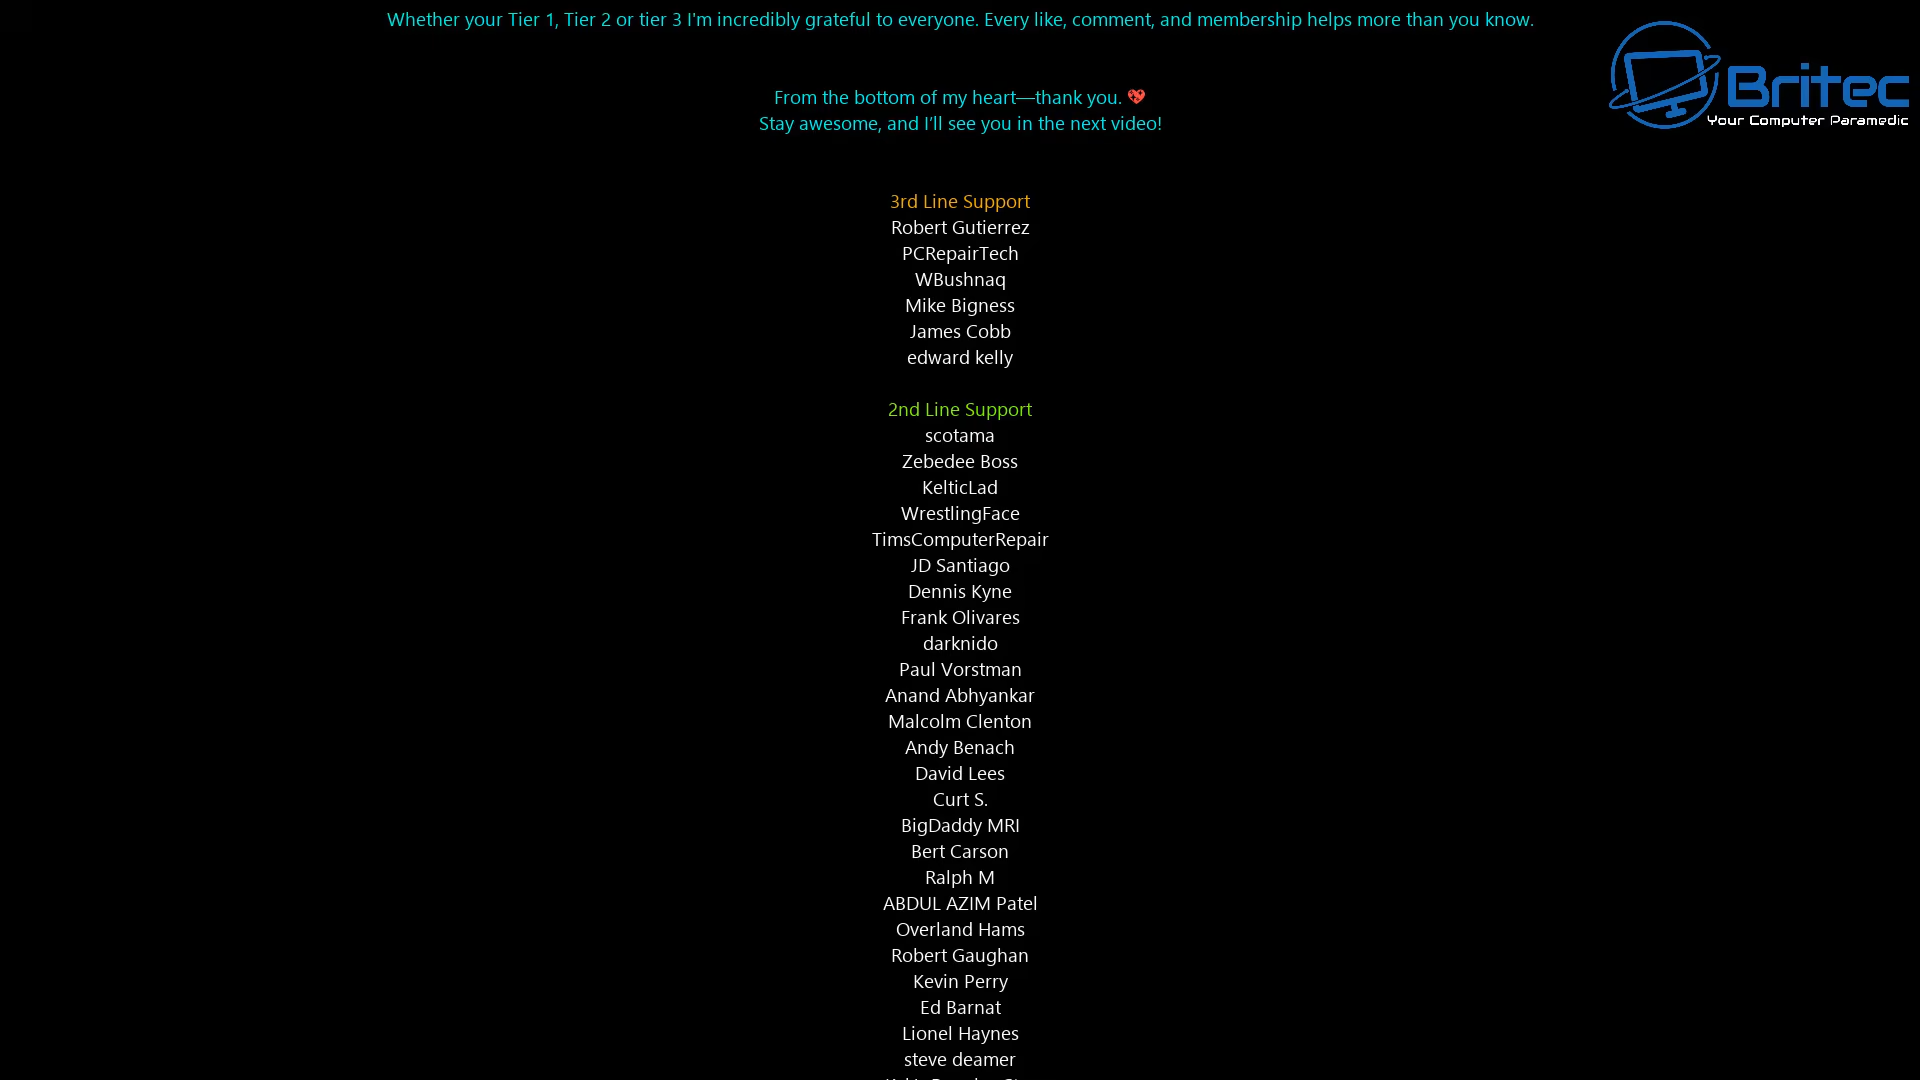 Whether your Tier 1, Tier 2 or tier 3 I'm incredibly grateful to everyone. Every like, comment, and membership helps more than you know.
Britec
Your Computer Paramedic
From the bottom of my heart—thank you. 💖
Stay awesome, and I’ll see you in the next video!
3rd Line Support
Robert Gutierrez
PCRepairTech
WBushnaq
Mike Bigness
James Cobb
edward kelly
2nd Line Support
scotama
Zebedee Boss
KelticLad
WrestlingFace
TimsComputerRepair
JD Santiago
Dennis Kyne
Frank Olivares
darknido
Paul Vorstman
Anand Abhyankar
Malcolm Clenton
Andy Benach
David Lees
Curt S.
BigDaddy MRI
Bert Carson
Ralph M
ABDUL AZIM Patel
Overland Hams
Robert Gaughan
Kevin Perry
Ed Barnat
Lionel Haynes
steve deamer